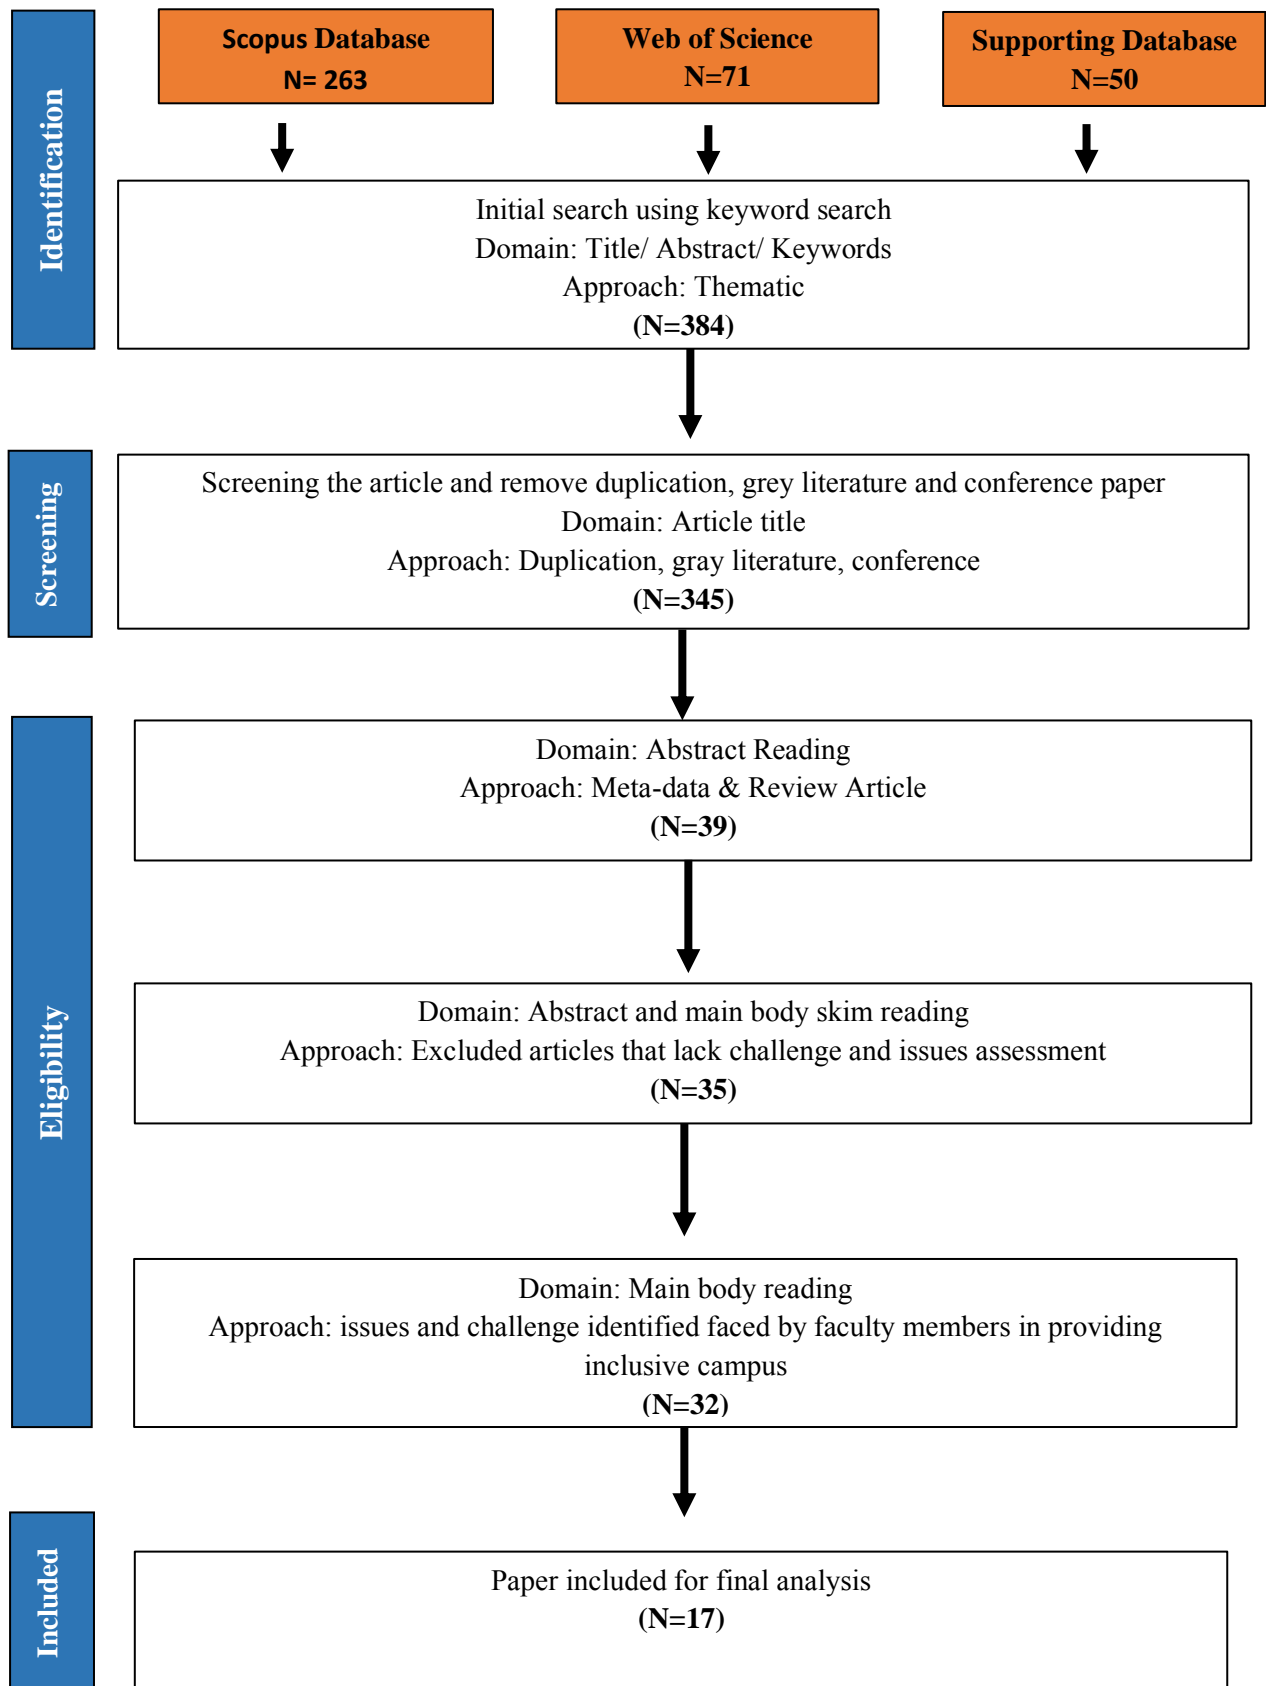 Identification
Scopus Database
N= 263
Web of Science
N=71
Supporting Database
N=50
Initial search using keyword search
Domain: Title/ Abstract/ Keywords
Approach: Thematic
(N=384)
Screening
Screening the article and remove duplication, grey literature and conference paper
Domain: Article title
Approach: Duplication, gray literature, conference
(N=345)
Eligibility
Domain: Abstract Reading
Approach: Meta-data & Review Article
(N=39)
Domain: Abstract and main body skim reading
Approach: Excluded articles that lack challenge and issues assessment
(N=35)
Domain: Main body reading
Approach: issues and challenge identified faced by faculty members in providing
inclusive campus
(N=32)
Included
Paper included for final analysis
(N=17)